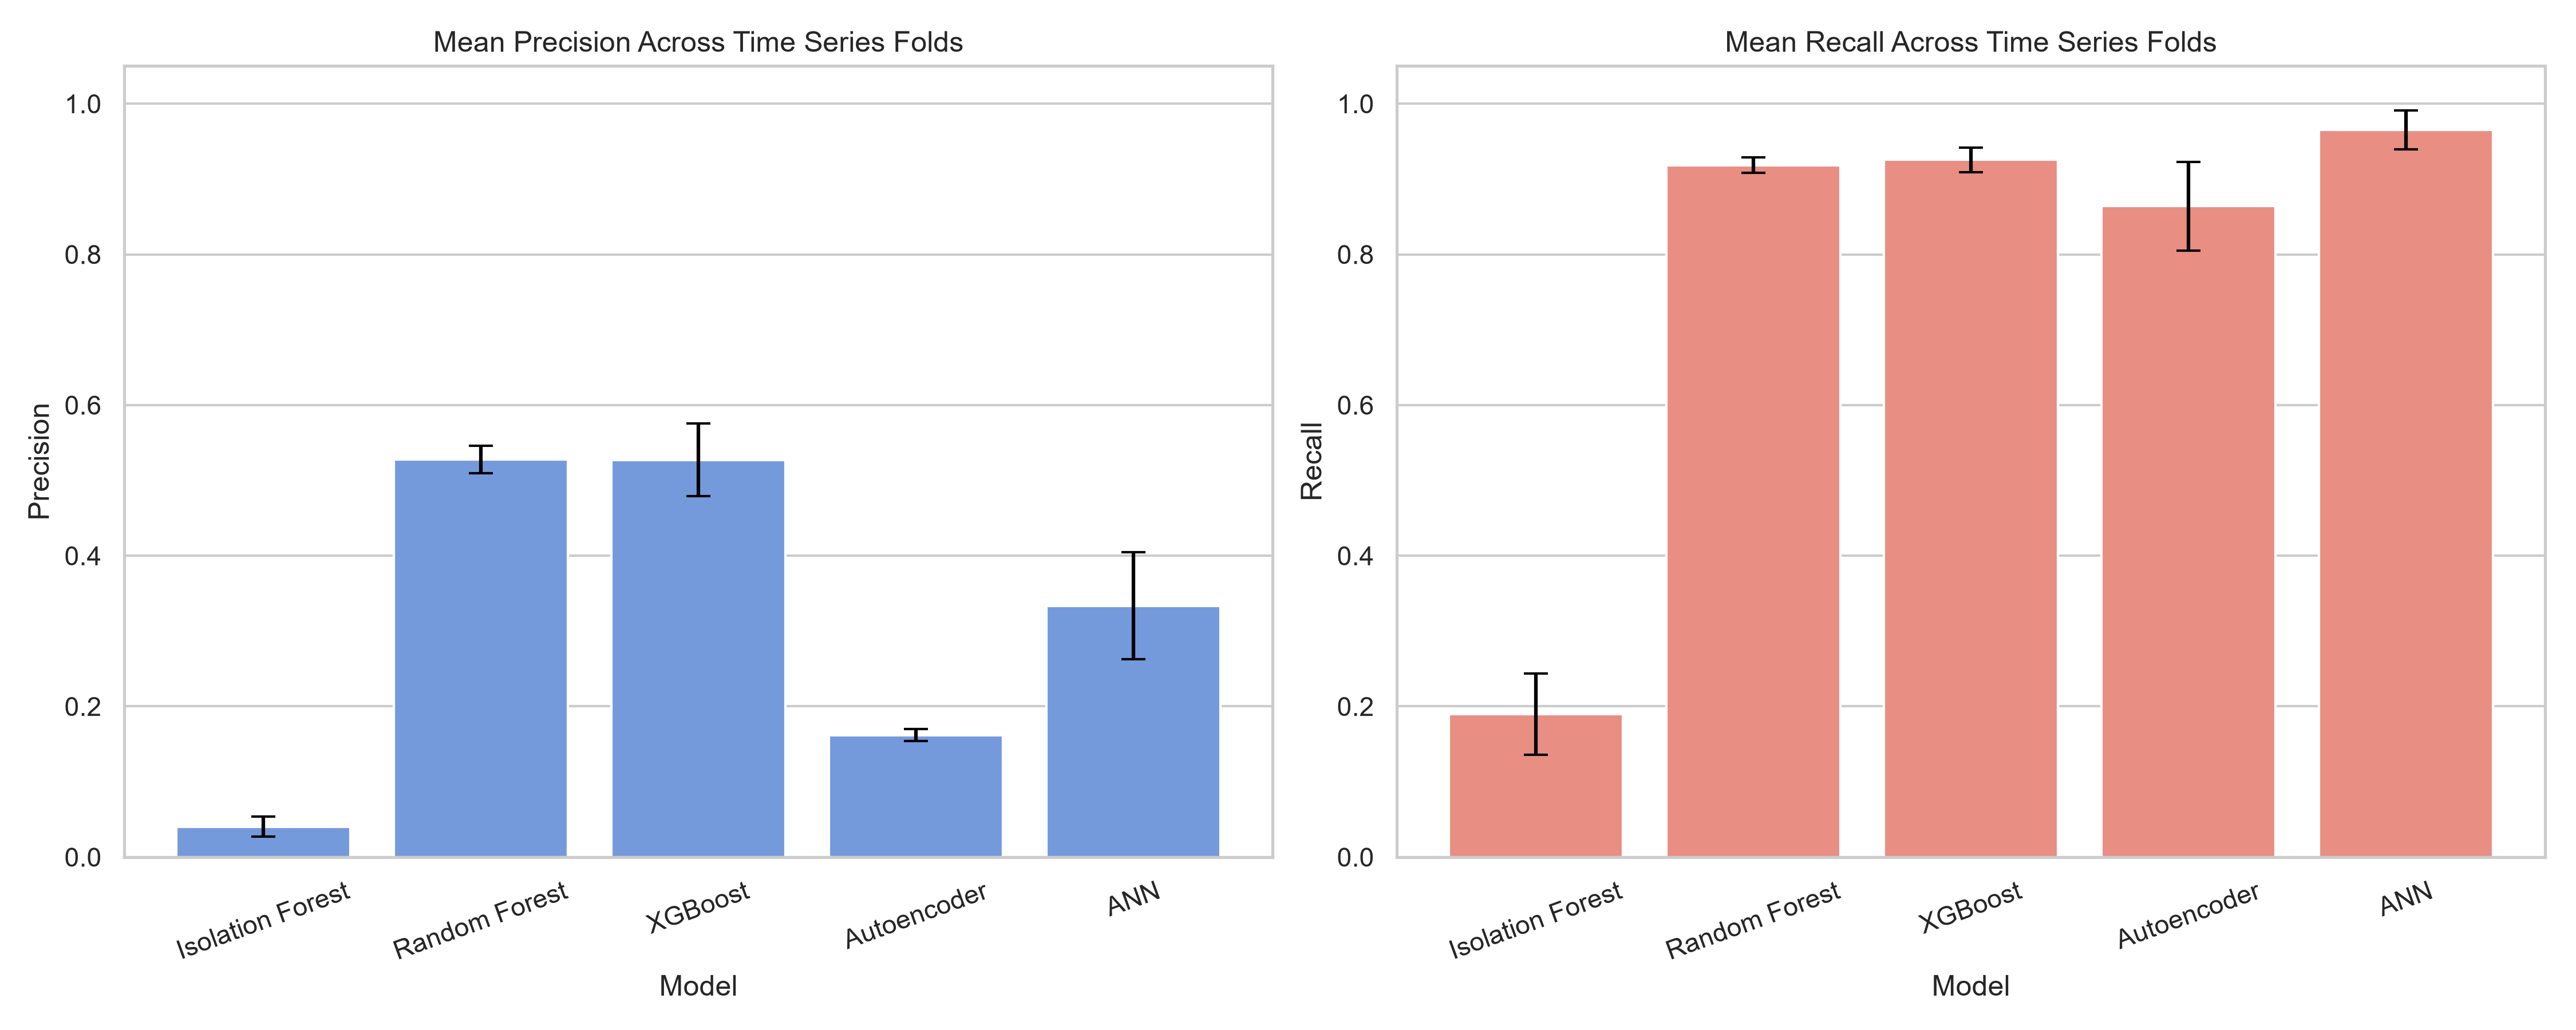 Mean Precision Across Time Series Folds
1.0
0.8
0.6
0.4
0.2
0.0
Precision
Isolation Forest
Random Forest
XGBoost
Autoencoder
ANN
Model
Mean Recall Across Time Series Folds
1.0
0.8
0.6
0.4
0.2
0.0
Recall
Isolation Forest
Random Forest
XGBoost
Autoencoder
ANN
Model